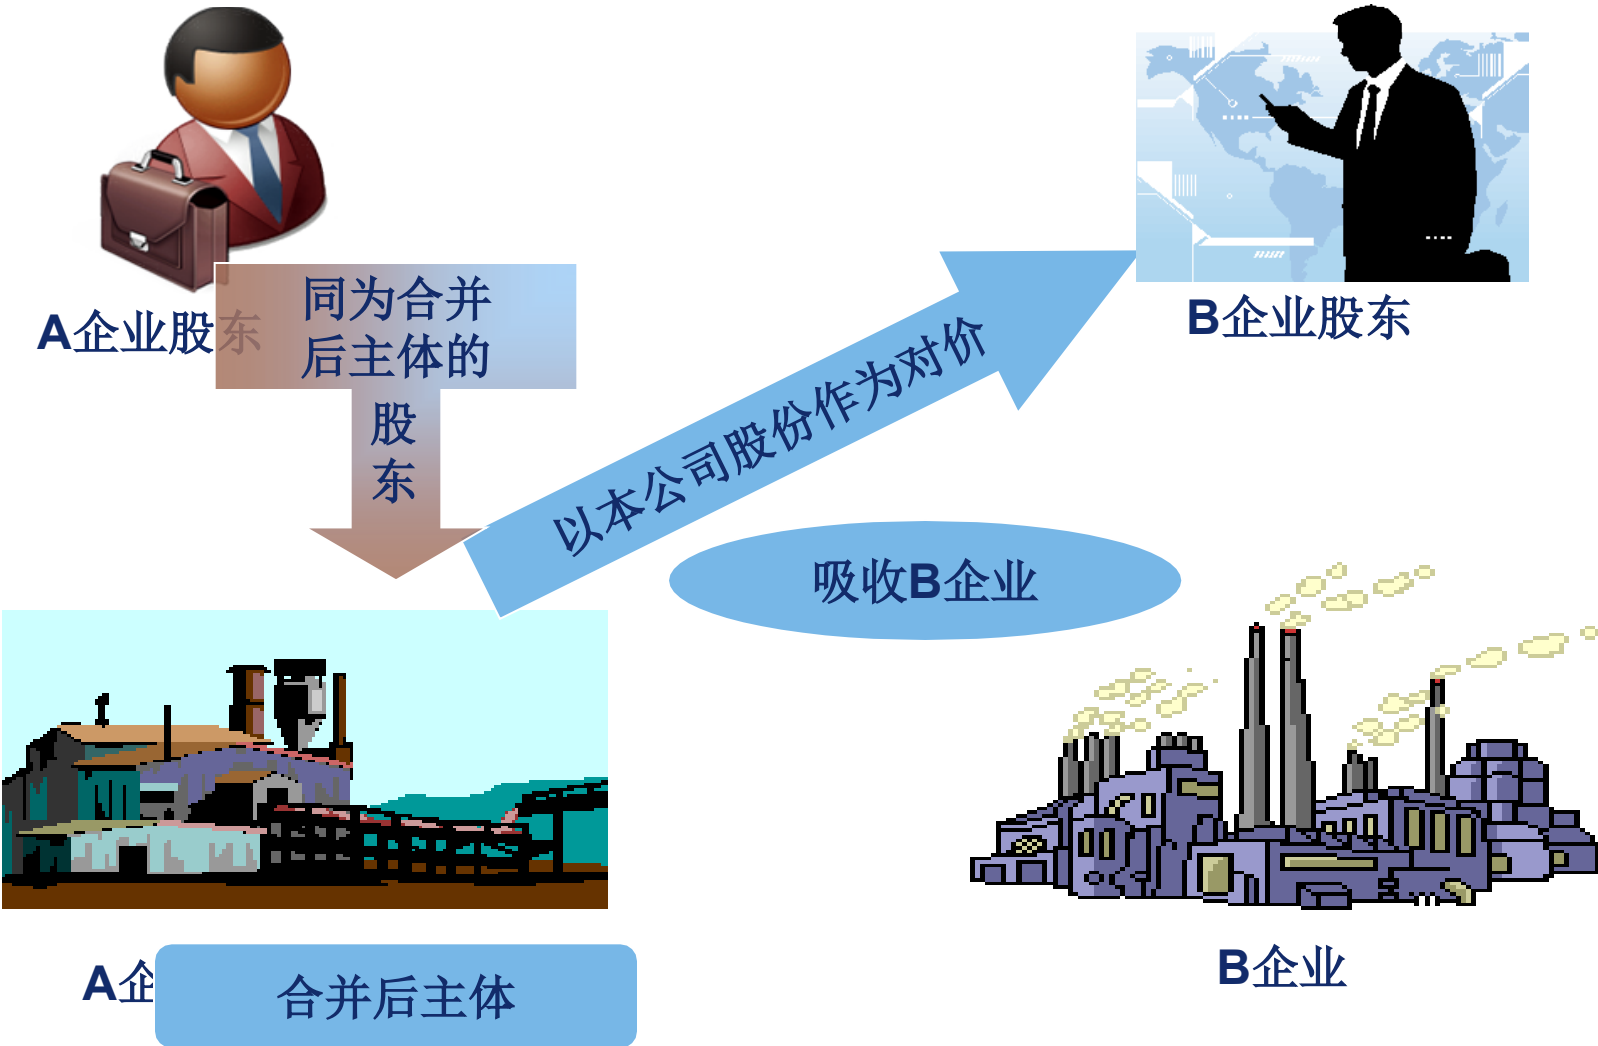 A企业股东
同为合并
后主体的
股
东
B企业股东
以本公司股份作为对价
吸收B企业
A企
合并后主体
B企业